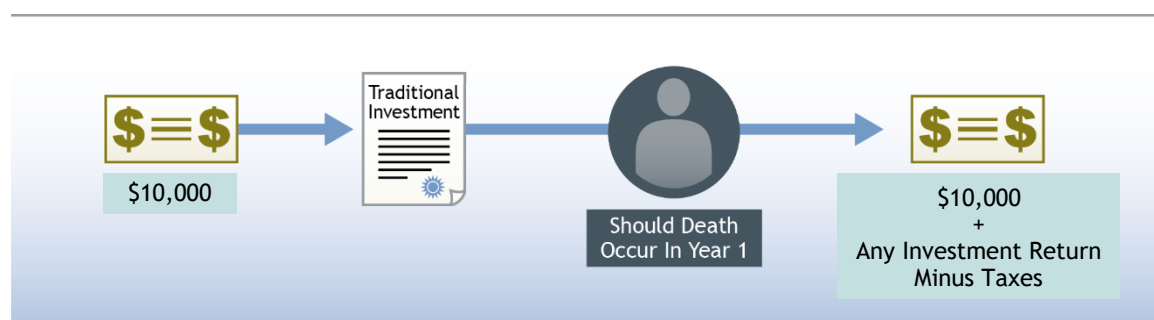 $ $
$10,000
Traditional
Investment
Should Death
Occur In Year 1
$ $
$10,000
+
Any Investment Return
Minus Taxes